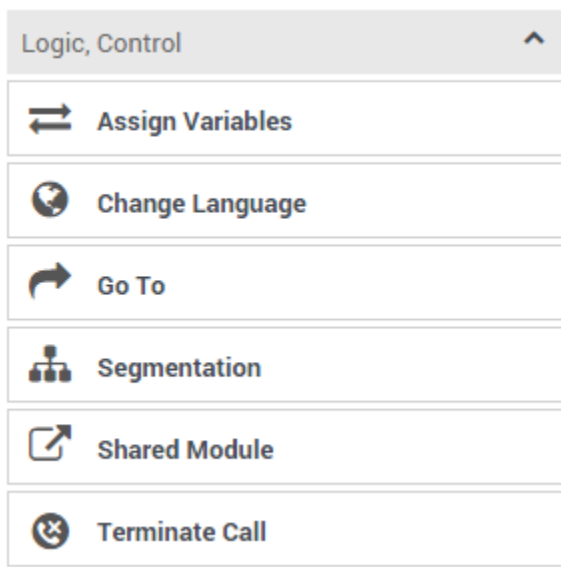 Logic, Control
Assign Variables
Change Language
Go To
Segmentation
Shared Module
Terminate Call